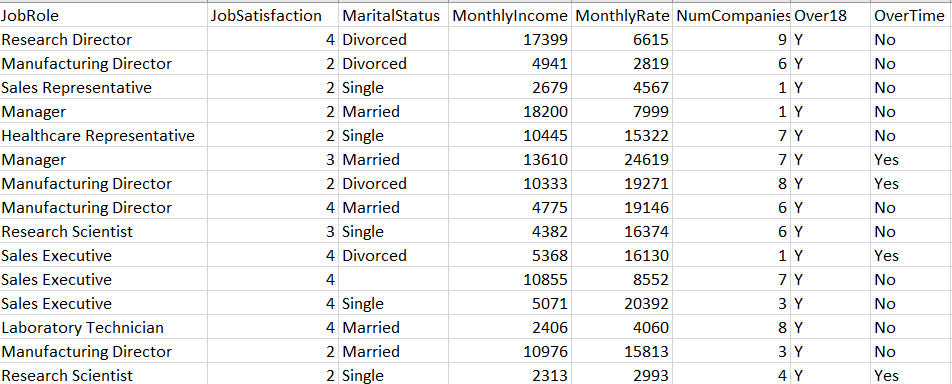 JobRole JobSatisfaction MaritalStatus MonthlyIncome MonthlyRate NumCompanies Over18 OverTime
Research Director 4 Divorced 17399 6615 9 Y No
Manufacturing Director 2 Divorced 4941 2819 6 Y No
Sales Representative 2 Single 2679 4567 1 Y No
Manager 2 Married 18200 7999 1 Y No
Healthcare Representative 2 Single 10445 15322 7 Y No
Manager 3 Married 13610 24619 7 Y Yes
Manufacturing Director 2 Divorced 10333 19271 8 Y Yes
Manufacturing Director 4 Married 4775 19146 6 Y No
Research Scientist 3 Single 4382 16374 6 Y No
Sales Executive 4 Divorced 5368 16130 1 Y Yes
Sales Executive 4 10855 8552 7 Y No
Sales Executive 4 Single 5071 20392 3 Y No
Laboratory Technician 4 Married 2406 4060 8 Y No
Manufacturing Director 2 Married 10976 15813 3 Y No
Research Scientist 2 Single 2313 2993 4 Y Yes